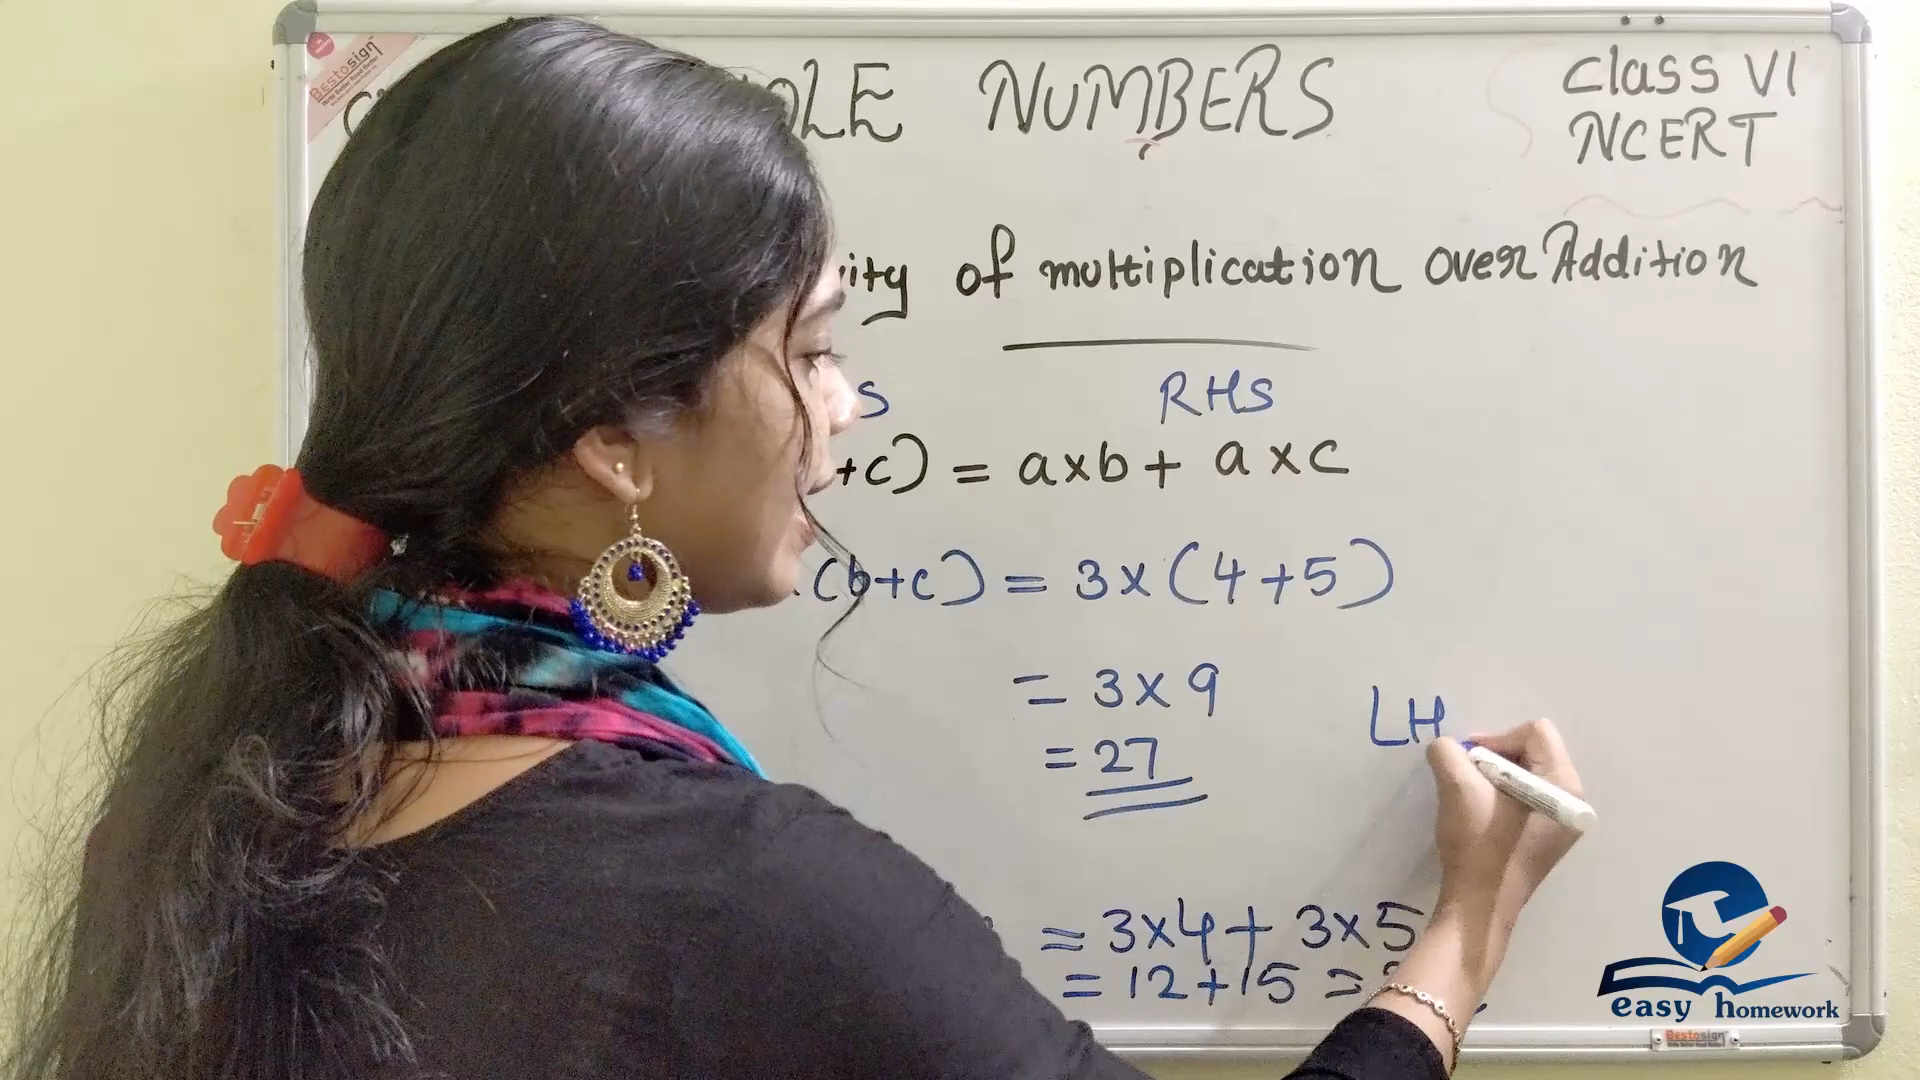 Bestosign
NUMBERS
Class VI
NCERT
of multiplication over Addition
RHS
+c) = a×b + a×c
(b+c) = 3×(4+5)
= 3×9
= 27
LH
= 3×4 + 3×5
= 12+15 =
easy homework
Bestosign